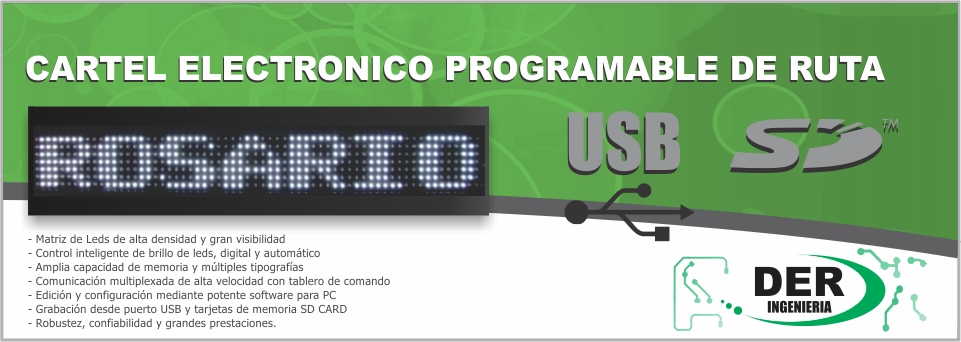 CARTEL ELECTRONICO PROGRAMABLE DE RUTA
ROSARIO
USB
SD™
- Matriz de Leds de alta densidad y gran visibilidad
- Control inteligente de brillo de leds, digital y automático
- Amplia capacidad de memoria y múltiples tipografías
- Comunicación multiplexada de alta velocidad con tablero de comando
- Edición y configuración mediante potente software para PC
- Grabación desde puerto USB y tarjetas de memoria SD CARD
- Robustez, confiabilidad y grandes prestaciones.
DER
INGENIERIA